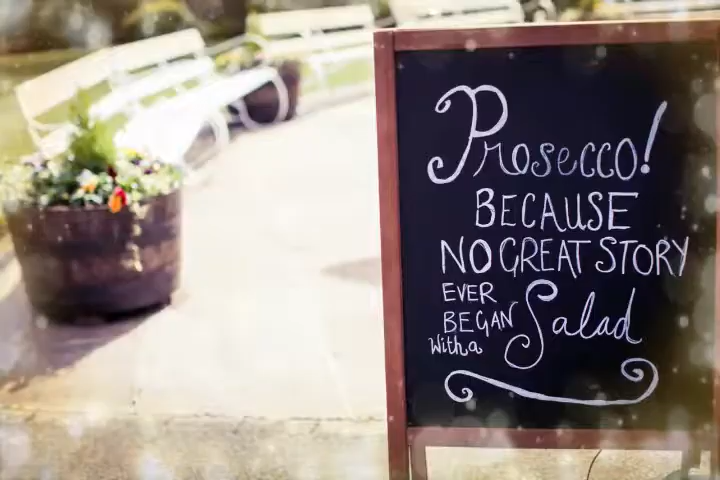 Prosecco!
BECAUSE
NO GREAT STORY
EVER
BEGAN Salad
With a